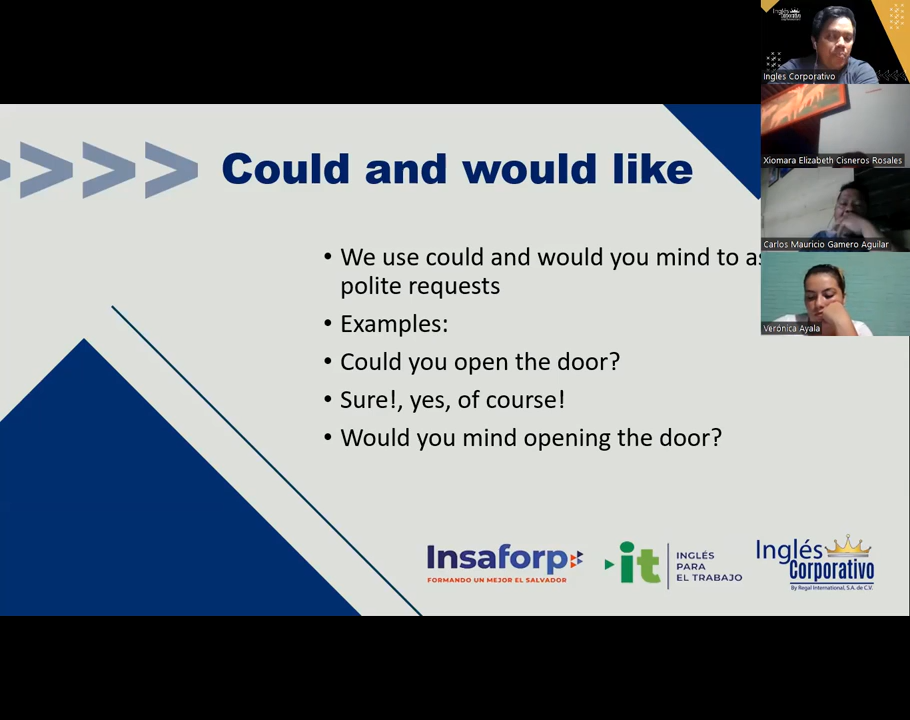 Could and would like
• We use could and would you mind to
polite requests
• Examples:
• Could you open the door?
• Sure!, yes, of course!
• Would you mind opening the door?
Insaforp
FORMANDO UN MEJOR EL SALVADOR
it
INGLÉS
PARA
EL TRABAJO
Inglés
Corporativo
By Regal International, S.A. de C.V.
Inglés
Corporativo
Ingles Corporativo
Xiomara Elizabeth Cisneros Rosales
Carlos Mauricio Gamero Aguilar
Verónica Ayala